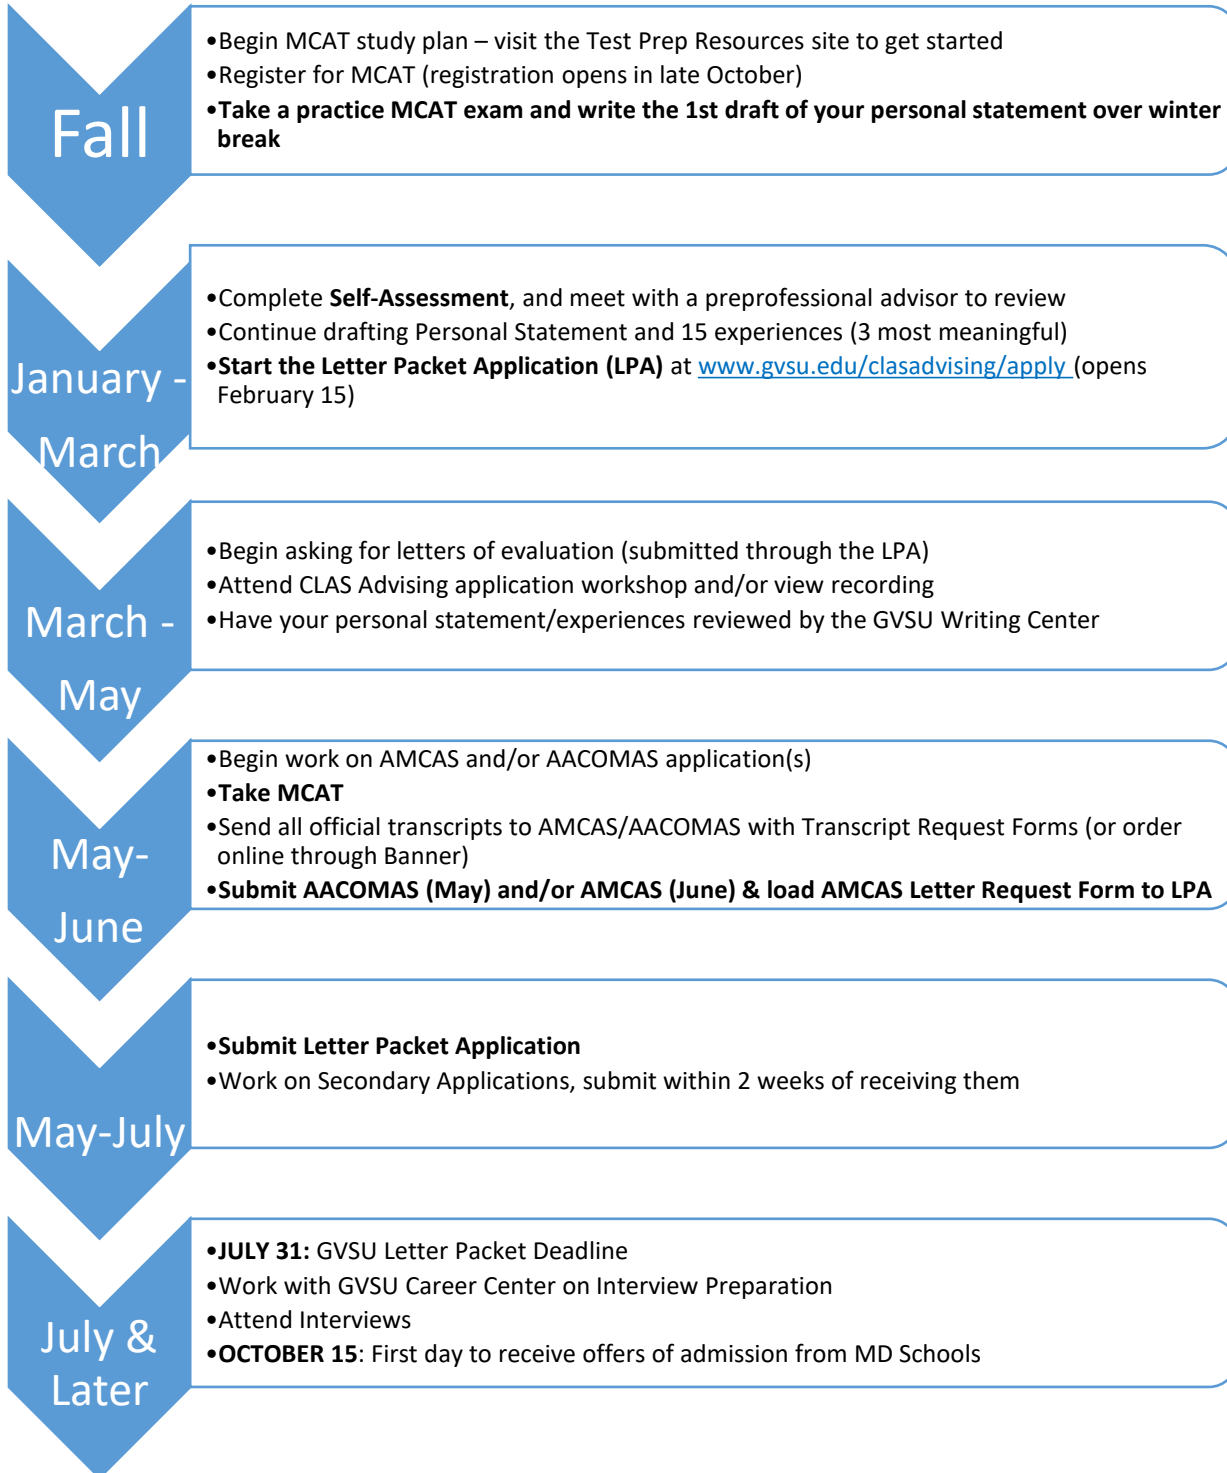 Fall
•Begin MCAT study plan – visit the Test Prep Resources site to get started
•Register for MCAT (registration opens in late October)
•Take a practice MCAT exam and write the 1st draft of your personal statement over winter
break
January -
March
•Complete Self-Assessment, and meet with a preprofessional advisor to review
•Continue drafting Personal Statement and 15 experiences (3 most meaningful)
•Start the Letter Packet Application (LPA) at www.gvsu.edu/clasadvising/apply (opens
February 15)
March -
May
•Begin asking for letters of evaluation (submitted through the LPA)
•Attend CLAS Advising application workshop and/or view recording
•Have your personal statement/experiences reviewed by the GVSU Writing Center
May-
June
•Begin work on AMCAS and/or AACOMAS application(s)
•Take MCAT
•Send all official transcripts to AMCAS/AACOMAS with Transcript Request Forms (or order
online through Banner)
•Submit AACOMAS (May) and/or AMCAS (June) & load AMCAS Letter Request Form to LPA
May-July
•Submit Letter Packet Application
•Work on Secondary Applications, submit within 2 weeks of receiving them
July &
Later
•JULY 31: GVSU Letter Packet Deadline
•Work with GVSU Career Center on Interview Preparation
•Attend Interviews
•OCTOBER 15: First day to receive offers of admission from MD Schools